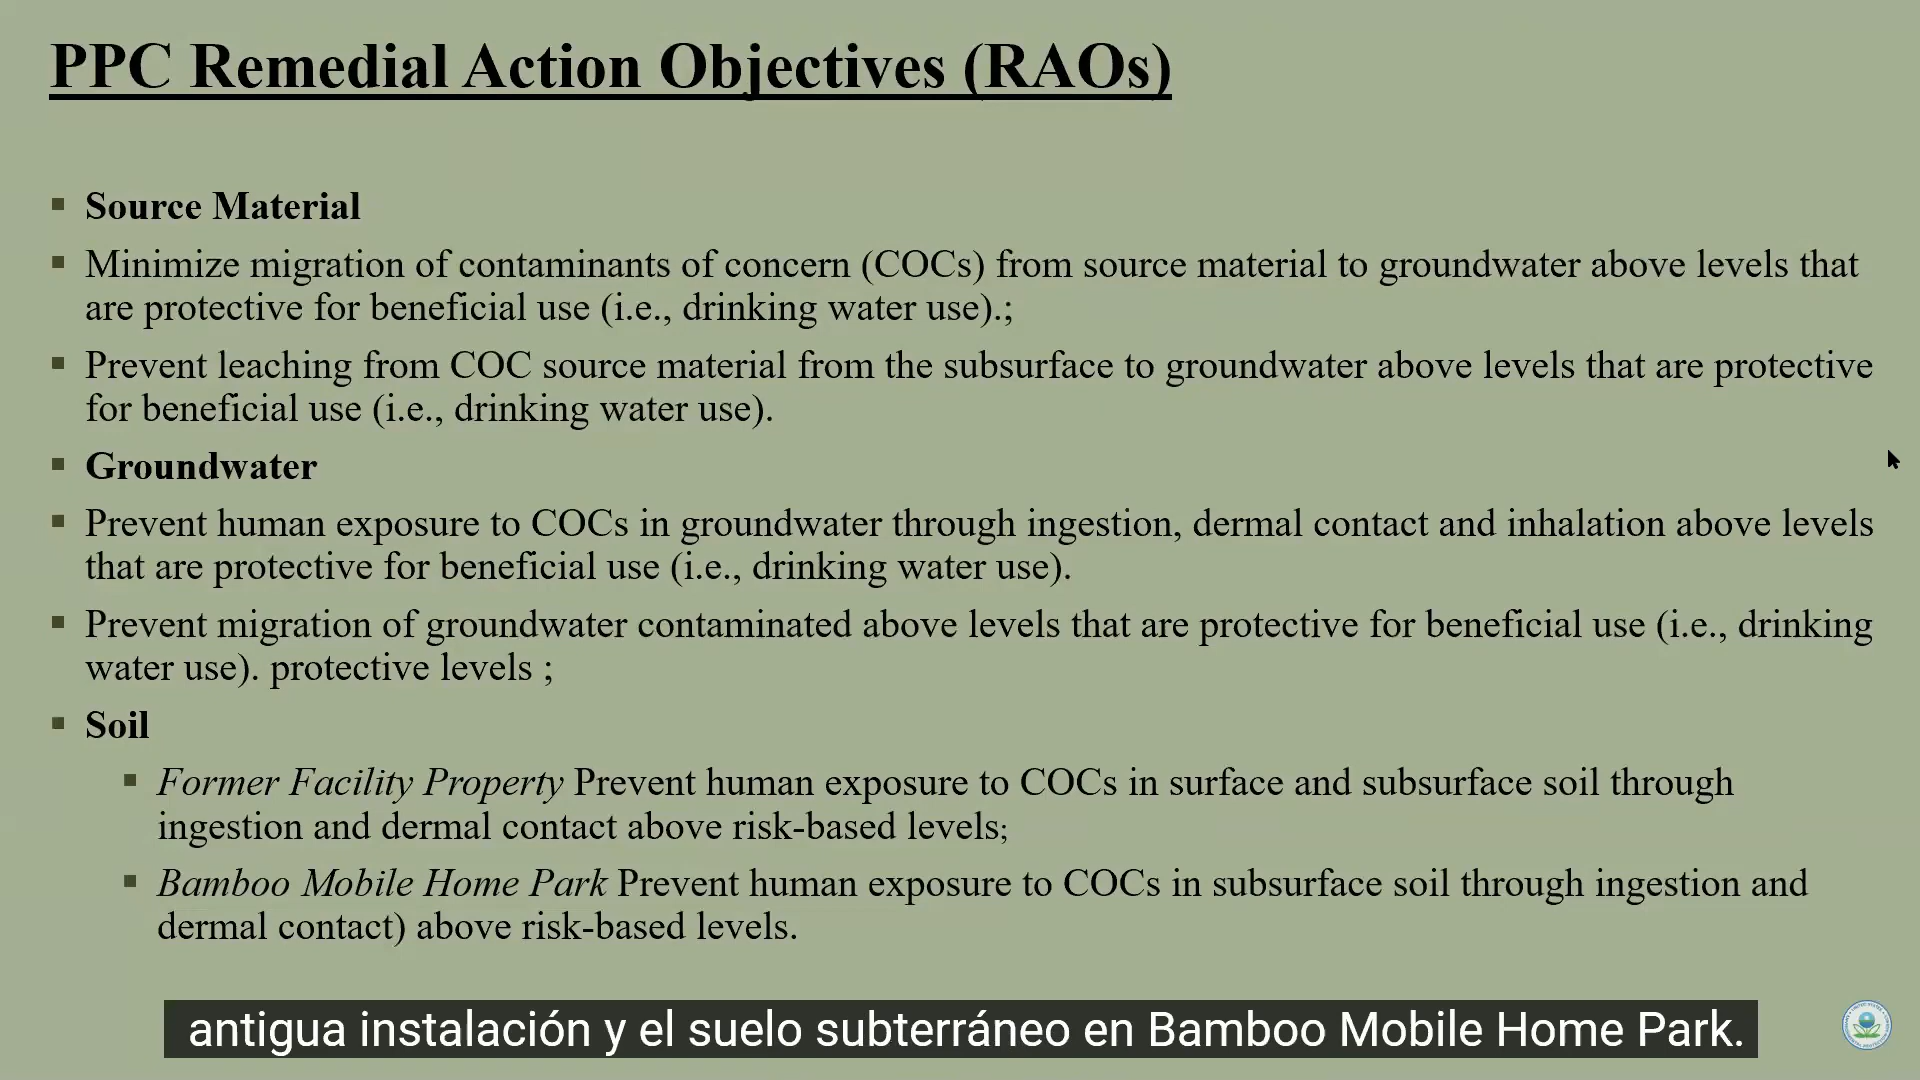 PPC Remedial Action Objectives (RAOs)
Source Material
Minimize migration of contaminants of concern (COCs) from source material to groundwater above levels that
are protective for beneficial use (i.e., drinking water use).;
Prevent leaching from COC source material from the subsurface to groundwater above levels that are protective
for beneficial use (i.e., drinking water use).
Groundwater
Prevent human exposure to COCs in groundwater through ingestion, dermal contact and inhalation above levels
that are protective for beneficial use (i.e., drinking water use).
Prevent migration of groundwater contaminated above levels that are protective for beneficial use (i.e., drinking
water use). protective levels ;
Soil
Former Facility Property Prevent human exposure to COCs in surface and subsurface soil through
ingestion and dermal contact above risk-based levels;
Bamboo Mobile Home Park Prevent human exposure to COCs in subsurface soil through ingestion and
dermal contact) above risk-based levels.
antigua instalación y el suelo subterráneo en Bamboo Mobile Home Park.